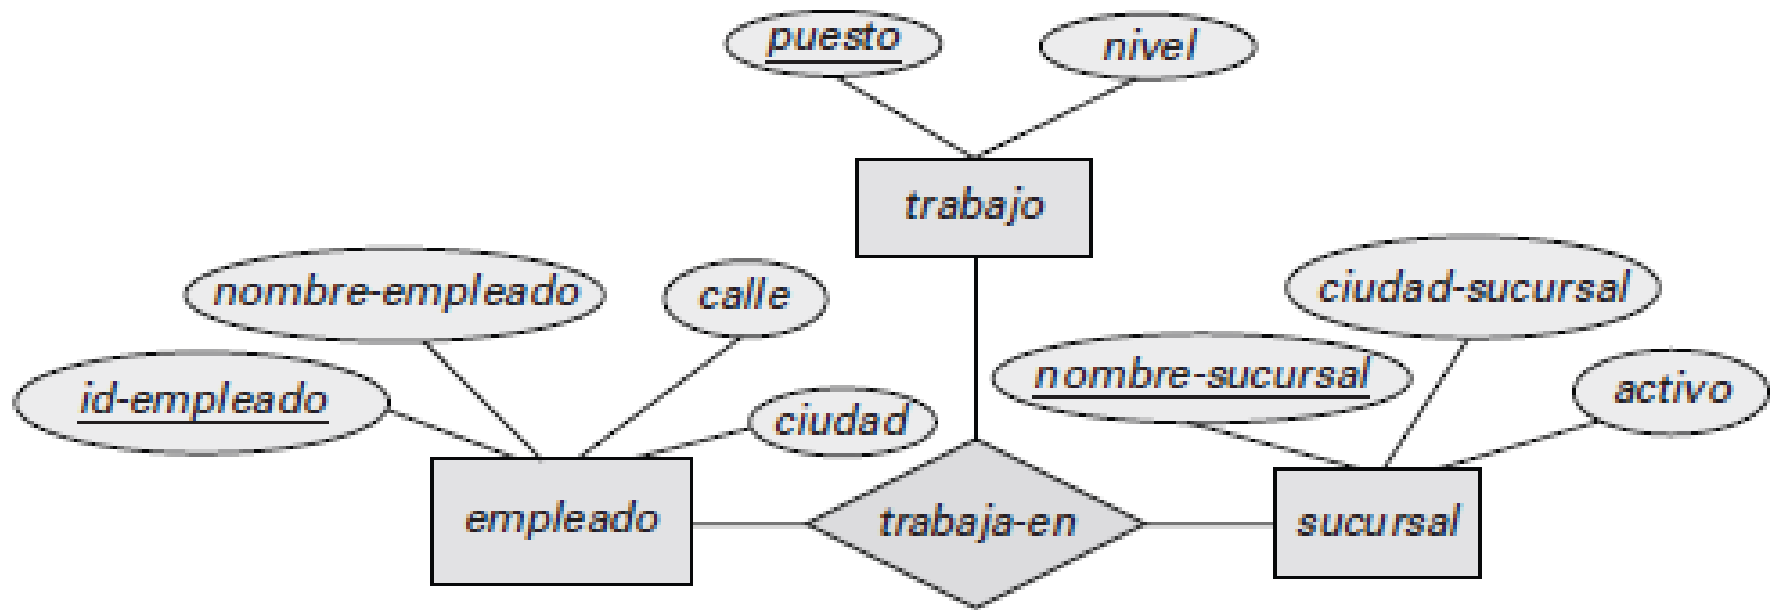 puesto
nivel
trabajo
nombre-empleado
calle
ciudad-sucursal
id-empleado
ciudad
nombre-sucursal
activo
empleado
trabaja-en
sucursal